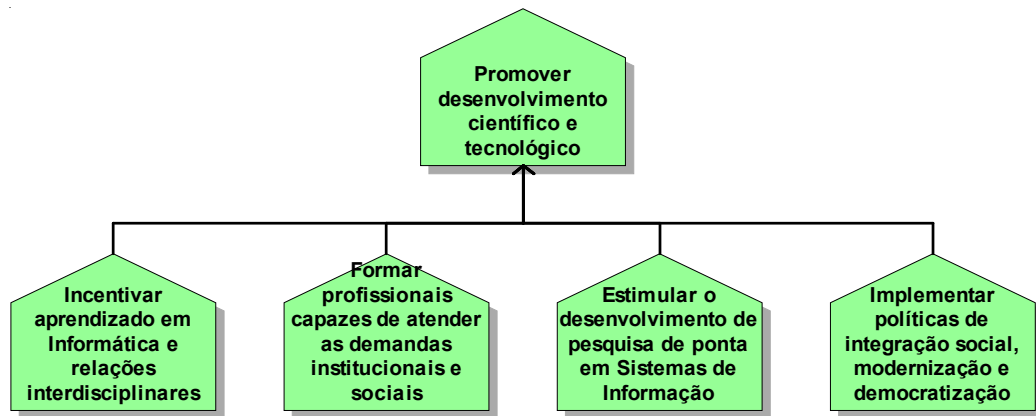 Promover
desenvolvimento
científico e
tecnológico
Incentivar
aprendizado em
Informática e
relações
interdisciplinares
Formar
profissionais
capazes de atender
as demandas
institucionais e
sociais
Estimular o
desenvolvimento de
pesquisa de ponta
em Sistemas de
Informação
Implementar
políticas de
integração social,
modernização e
democratização